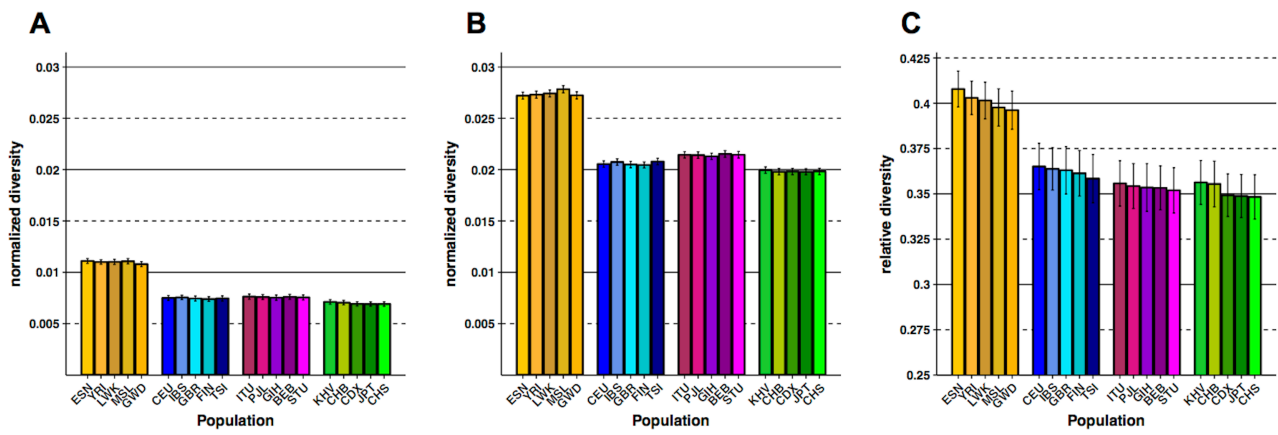 A
normalized diversity
0.03
0.025
0.02
0.015
0.01
0.005
ESN YRI LWK MSL GWD CEU IBS GBR FIN TSI ITU PJL GIH BEB STU KHV CHB CDX JPT CHS
Population
B
normalized diversity
0.03
0.025
0.02
0.015
0.01
0.005
ESN YRI LWK MSL GWD CEU IBS GBR FIN TSI ITU PJL GIH BEB STU KHV CHB CDX JPT CHS
Population
C
relative diversity
0.425
0.4
0.375
0.35
0.325
0.3
0.275
0.25
ESN YRI LWK MSL GWD CEU IBS GBR FIN TSI ITU PJL GIH BEB STU KHV CHB CDX JPT CHS
Population